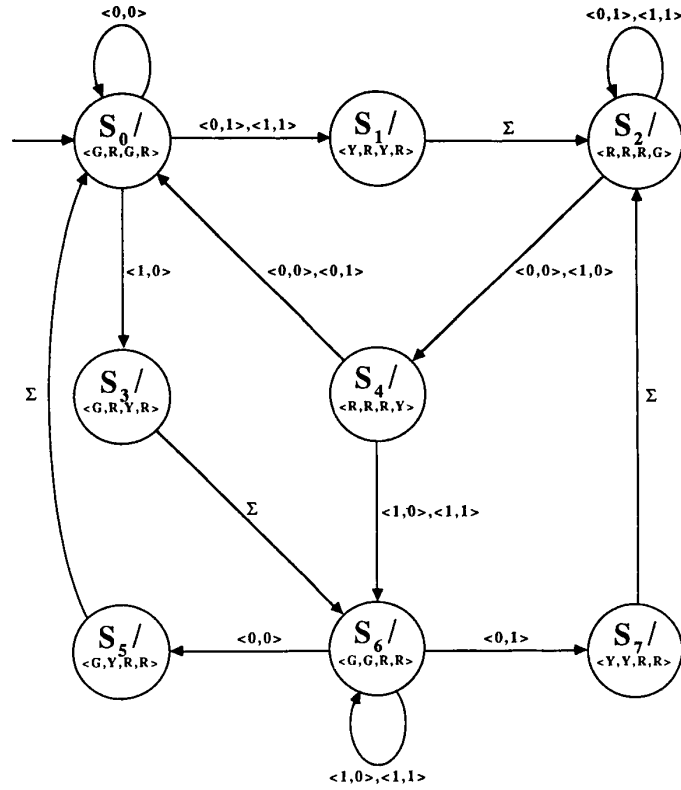 <0,0>
<0,1>,<1,1>
S0/
<G,R,G,R>
<0,1>,<1,1>
S1/
<Y,R,Y,R>
Σ
S2/
<R,R,R,G>
<1,0>
<0,0>,<0,1>
<0,0>,<1,0>
Σ
S3/
<G,R,Y,R>
S4/
<R,R,R,Y>
Σ
Σ
<1,0>,<1,1>
S5/
<G,Y,R,R>
<0,0>
S6/
<G,G,R,R>
<0,1>
S7/
<Y,Y,R,R>
<1,0>,<1,1>